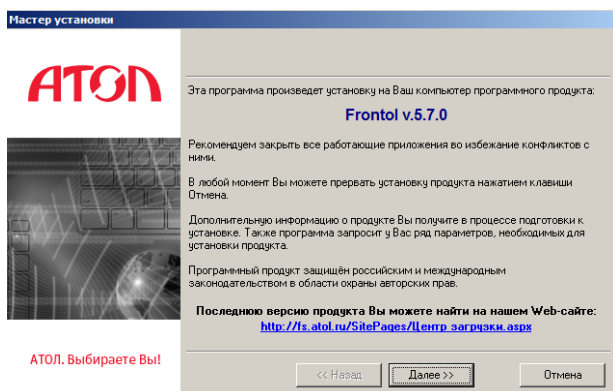 Мастер установки
АТОЛ
Эта программа произведет установку на Ваш компьютер программного продукта:
Frontol v.5.7.0
Рекомендуем закрыть все работающие приложения во избежание конфликтов с
ними.
В любой момент Вы можете прервать установку продукта нажатием клавиши
Отмена.
Дополнительную информацию о продукте Вы получите в процессе подготовки к
установке. Также программа запросит у Вас ряд параметров, необходимых для
установки продукта.
Программный продукт защищён российским и международным
законодательством в области охраны авторских прав.
Последнюю версию продукта Вы можете найти на нашем Web-сайте:
http://fs.atol.ru/SitePages/Центр загрузки.aspx
АТОЛ. Выбираете Вы!
<< Назад
Далее >>
Отмена